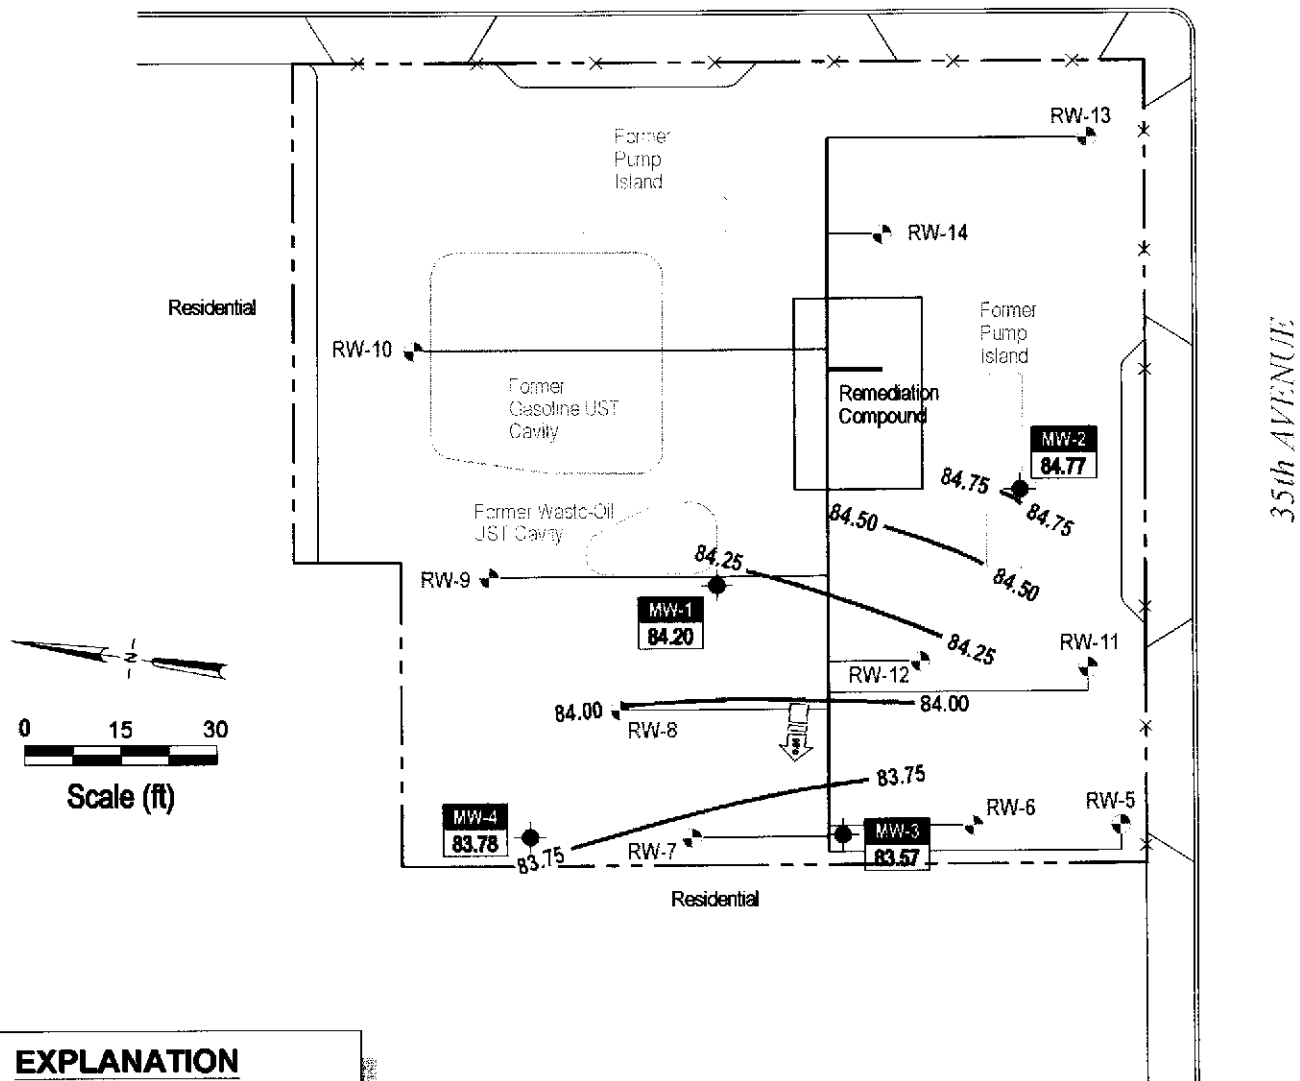 RW-13
Former
Pump
Island
RW-14
Residential
Former
Pump
Island
35th AVENUE
RW-10
Former
Gasoline UST
Cavity
Remediation
Compound
MW-2
84.77
84.75
84.75
84.50
84.50
Former Waste-Oil
UST Cavity
84.25
RW-9
MW-1
84.20
84.25
RW-11
RW-12
N
84.00
84.00
RW-8
0 15 30
Scale (ft)
83.75
MW-4
83.78
83.75
RW-7
MW-3
83.57
RW-6
RW-5
Residential
EXPLANATION